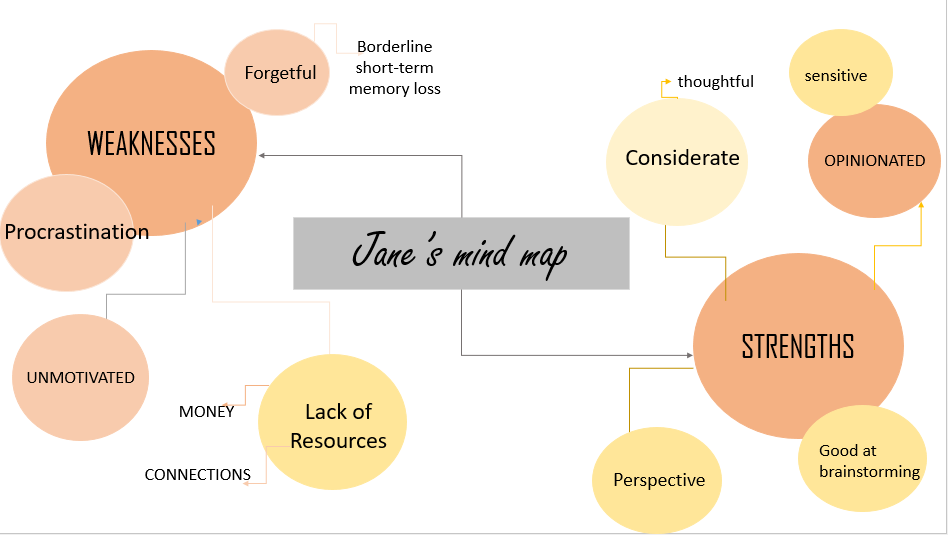 Forgetful
Borderline
short-term
memory loss
WEAKNESSES
Procrastination
UNMOTIVATED
Lack of
Resources
MONEY
CONNECTIONS
Jane's mind map
thoughtful
Considerate
sensitive
OPINIONATED
STRENGTHS
Perspective
Good at
brainstorming